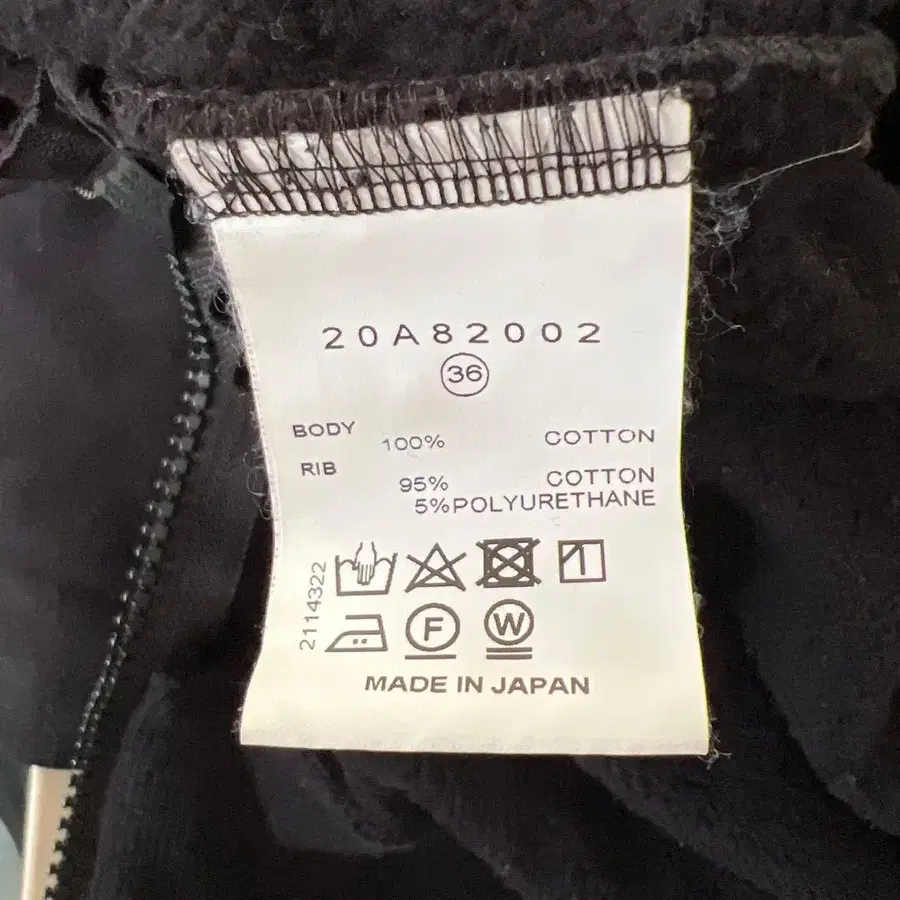 20A82002
36
BODY 100% COTTON
RIB 95% COTTON
5%POLYURETHANE
2114322
F W
MADE IN JAPAN